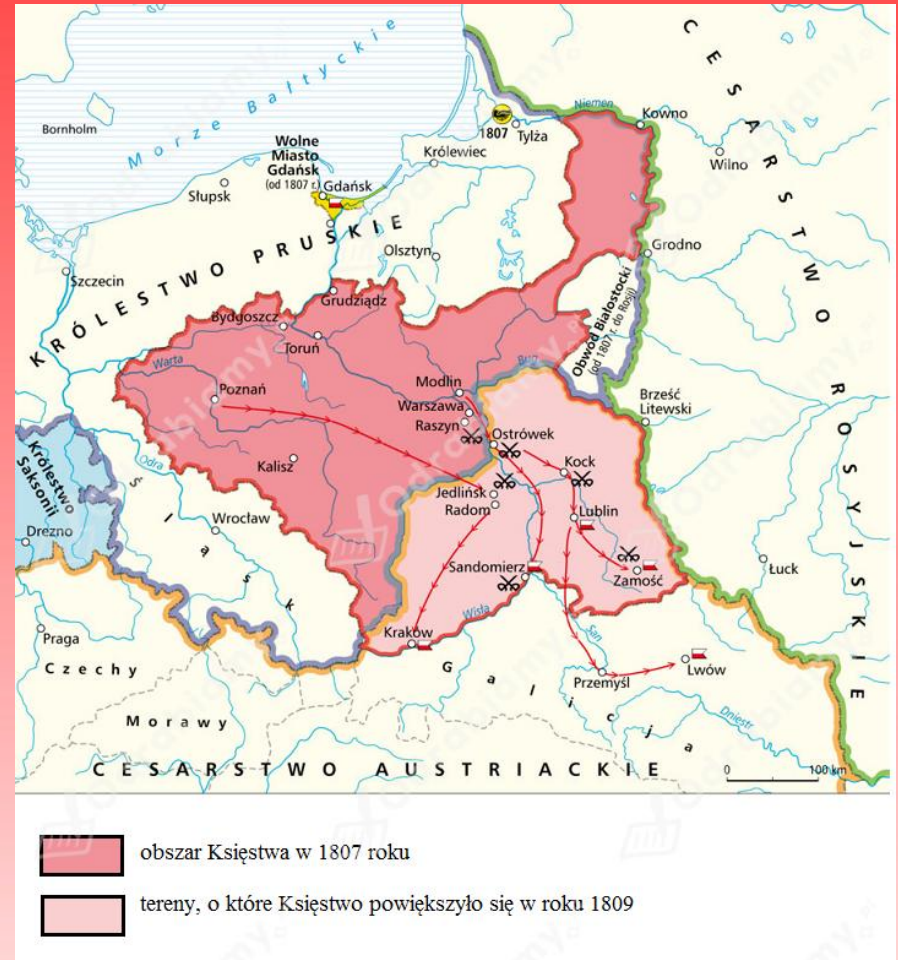 CESARSTWO ROSYJSKIE
Morze Bałtyckie
Bornholm
Niemen
Kowno
1807
Tylża
Wilno
Wolne
Miasto
Gdańsk
(od 1807 r.)
Gdańsk
Królewiec
Słupsk
KRÓLESTWO PRUSKIE
Olsztyn
Grodno
Szczecin
Obwód Białostocki
(od 1807 r. do Rosji)
Grudziądz
Bydgoszcz
Toruń
Warta
Bug
Poznań
Modlin
Warszawa
Raszyn
Brześć
Litewski
Ostrówek
Kock
Królestwo
Saksonii
Odra
Kalisz
Jedlińsk
Radom
Lublin
Śląsk
Wrocław
Drezno
Sandomierz
Zamość
Łuck
Wisła
Praga
Kraków
San
Czechy
Galicja
Przemyśl
Lwów
Morawy
Dniestr
CESARSTWO AUSTRIACKIE
0 100 km
obszar Księstwa w 1807 roku
tereny, o które Księstwo powiększyło się w roku 1809